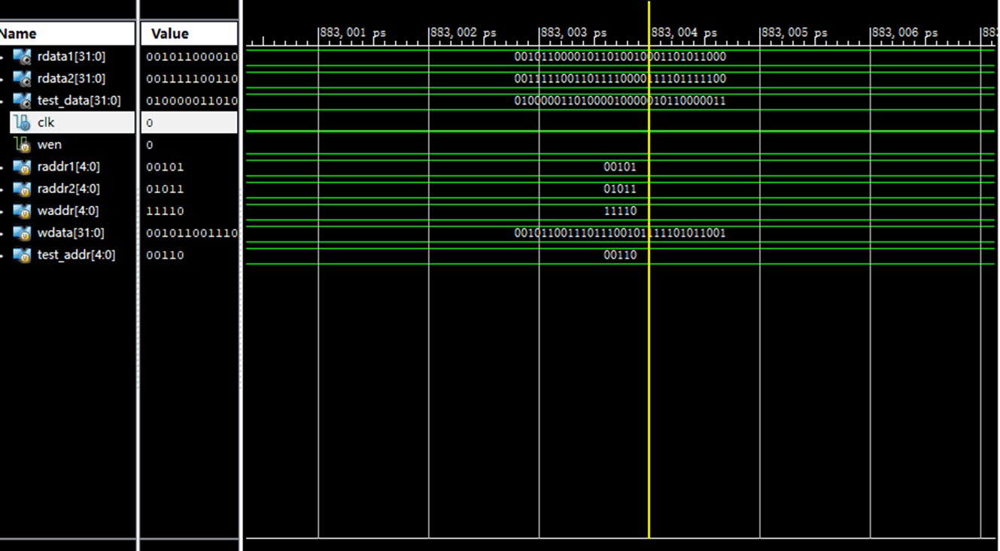 Name Value 883,001 ps 883,002 ps 883,003 ps 883,004 ps 883,005 ps 883,006 ps 883
rdata1[31:0] 001011000010 00101100001011010010001101011000
rdata2[31:0] 001111100110 00111110011011110000111101111100
test_data[31:0] 010000011010 01000001101000010000010110000011
clk 0
wen 0
raddr1[4:0] 00101 00101
raddr2[4:0] 01011 01011
waddr[4:0] 11110 11110
wdata[31:0] 001011001110 00101100111011100101111101011001
test_addr[4:0] 00110 00110